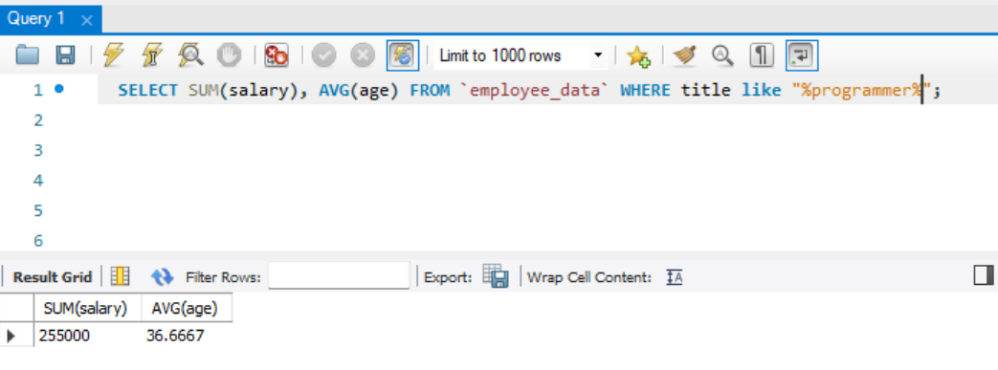 Query 1
Limit to 1000 rows
1 SELECT SUM(salary), AVG(age) FROM `employee_data` WHERE title like "%programmer%";
2
3
4
5
6
Result Grid Filter Rows: Export: Wrap Cell Content:
SUM(salary) AVG(age)
255000 36.6667